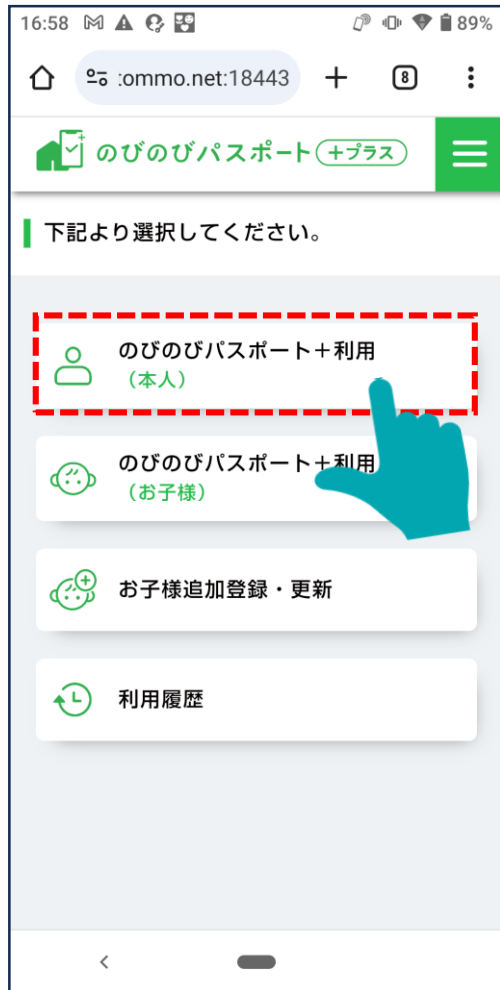 16:58 89%
:ommo.net:18443 8
のびのびパスポート +プラス
下記より選択してください。
のびのびパスポート+利用
(本人)
のびのびパスポート+利用
(お子様)
お子様追加登録・更新
利用履歴